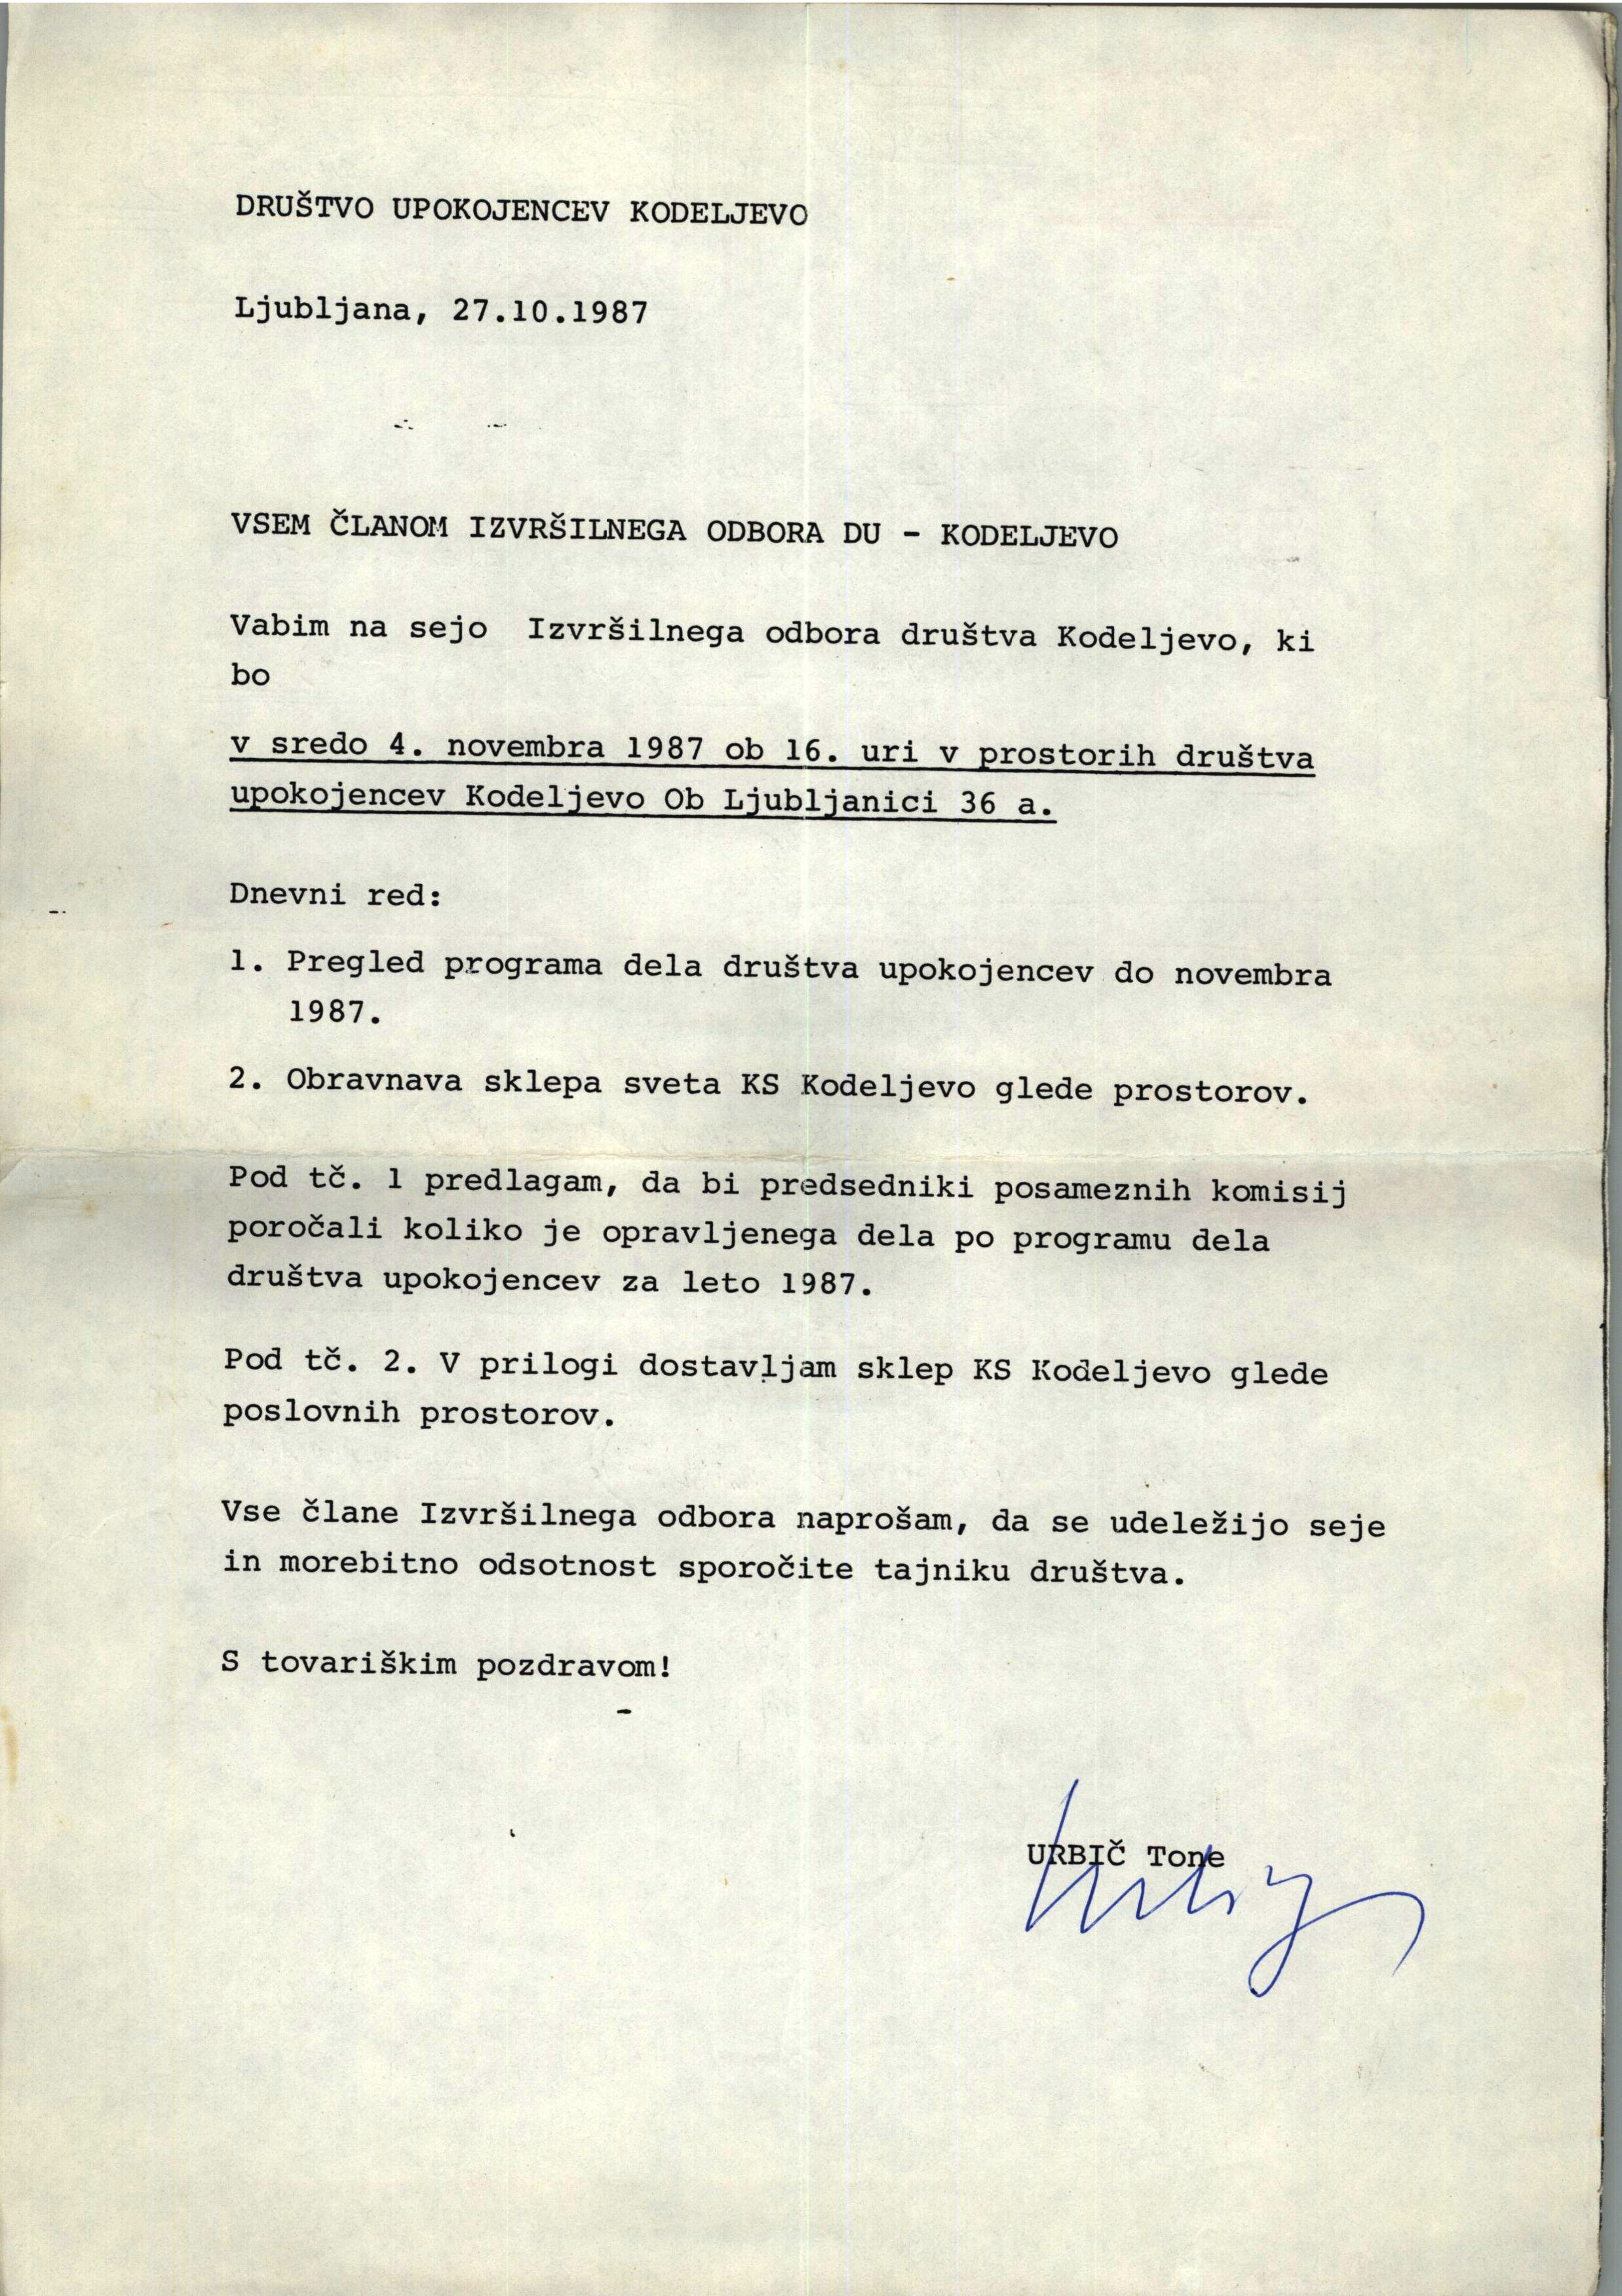 DRUŠTVO UPOKOJENCEV KODELJEVO
Ljubljana, 27.10.1987
VSEM ČLANOM IZVRŠILNEGA ODBORA DU - KODELJEVO
Vabim na sejo Izvršilnega odbora društva Kodeljevo, ki
bo
v sredo 4. novembra 1987 ob 16. uri v prostorih društva
upokojencev Kodeljevo Ob Ljubljanici 36 a.
Dnevni red:
1. Pregled programa dela društva upokojencev do novembra
1987.
2. Obravnava sklepa sveta KS Kodeljevo glede prostorov.
Pod tč. 1 predlagam, da bi predsedniki posameznih komisij
poročali koliko je opravljenega dela po programu dela
društva upokojencev za leto 1987.
Pod tč. 2. V prilogi dostavljam sklep KS Kodeljevo glede
poslovnih prostorov.
Vse člane Izvršilnega odbora naprošam, da se udeležijo seje
in morebitno odsotnost sporočite tajniku društva.
S tovariškim pozdravom!
URBIČ Tone